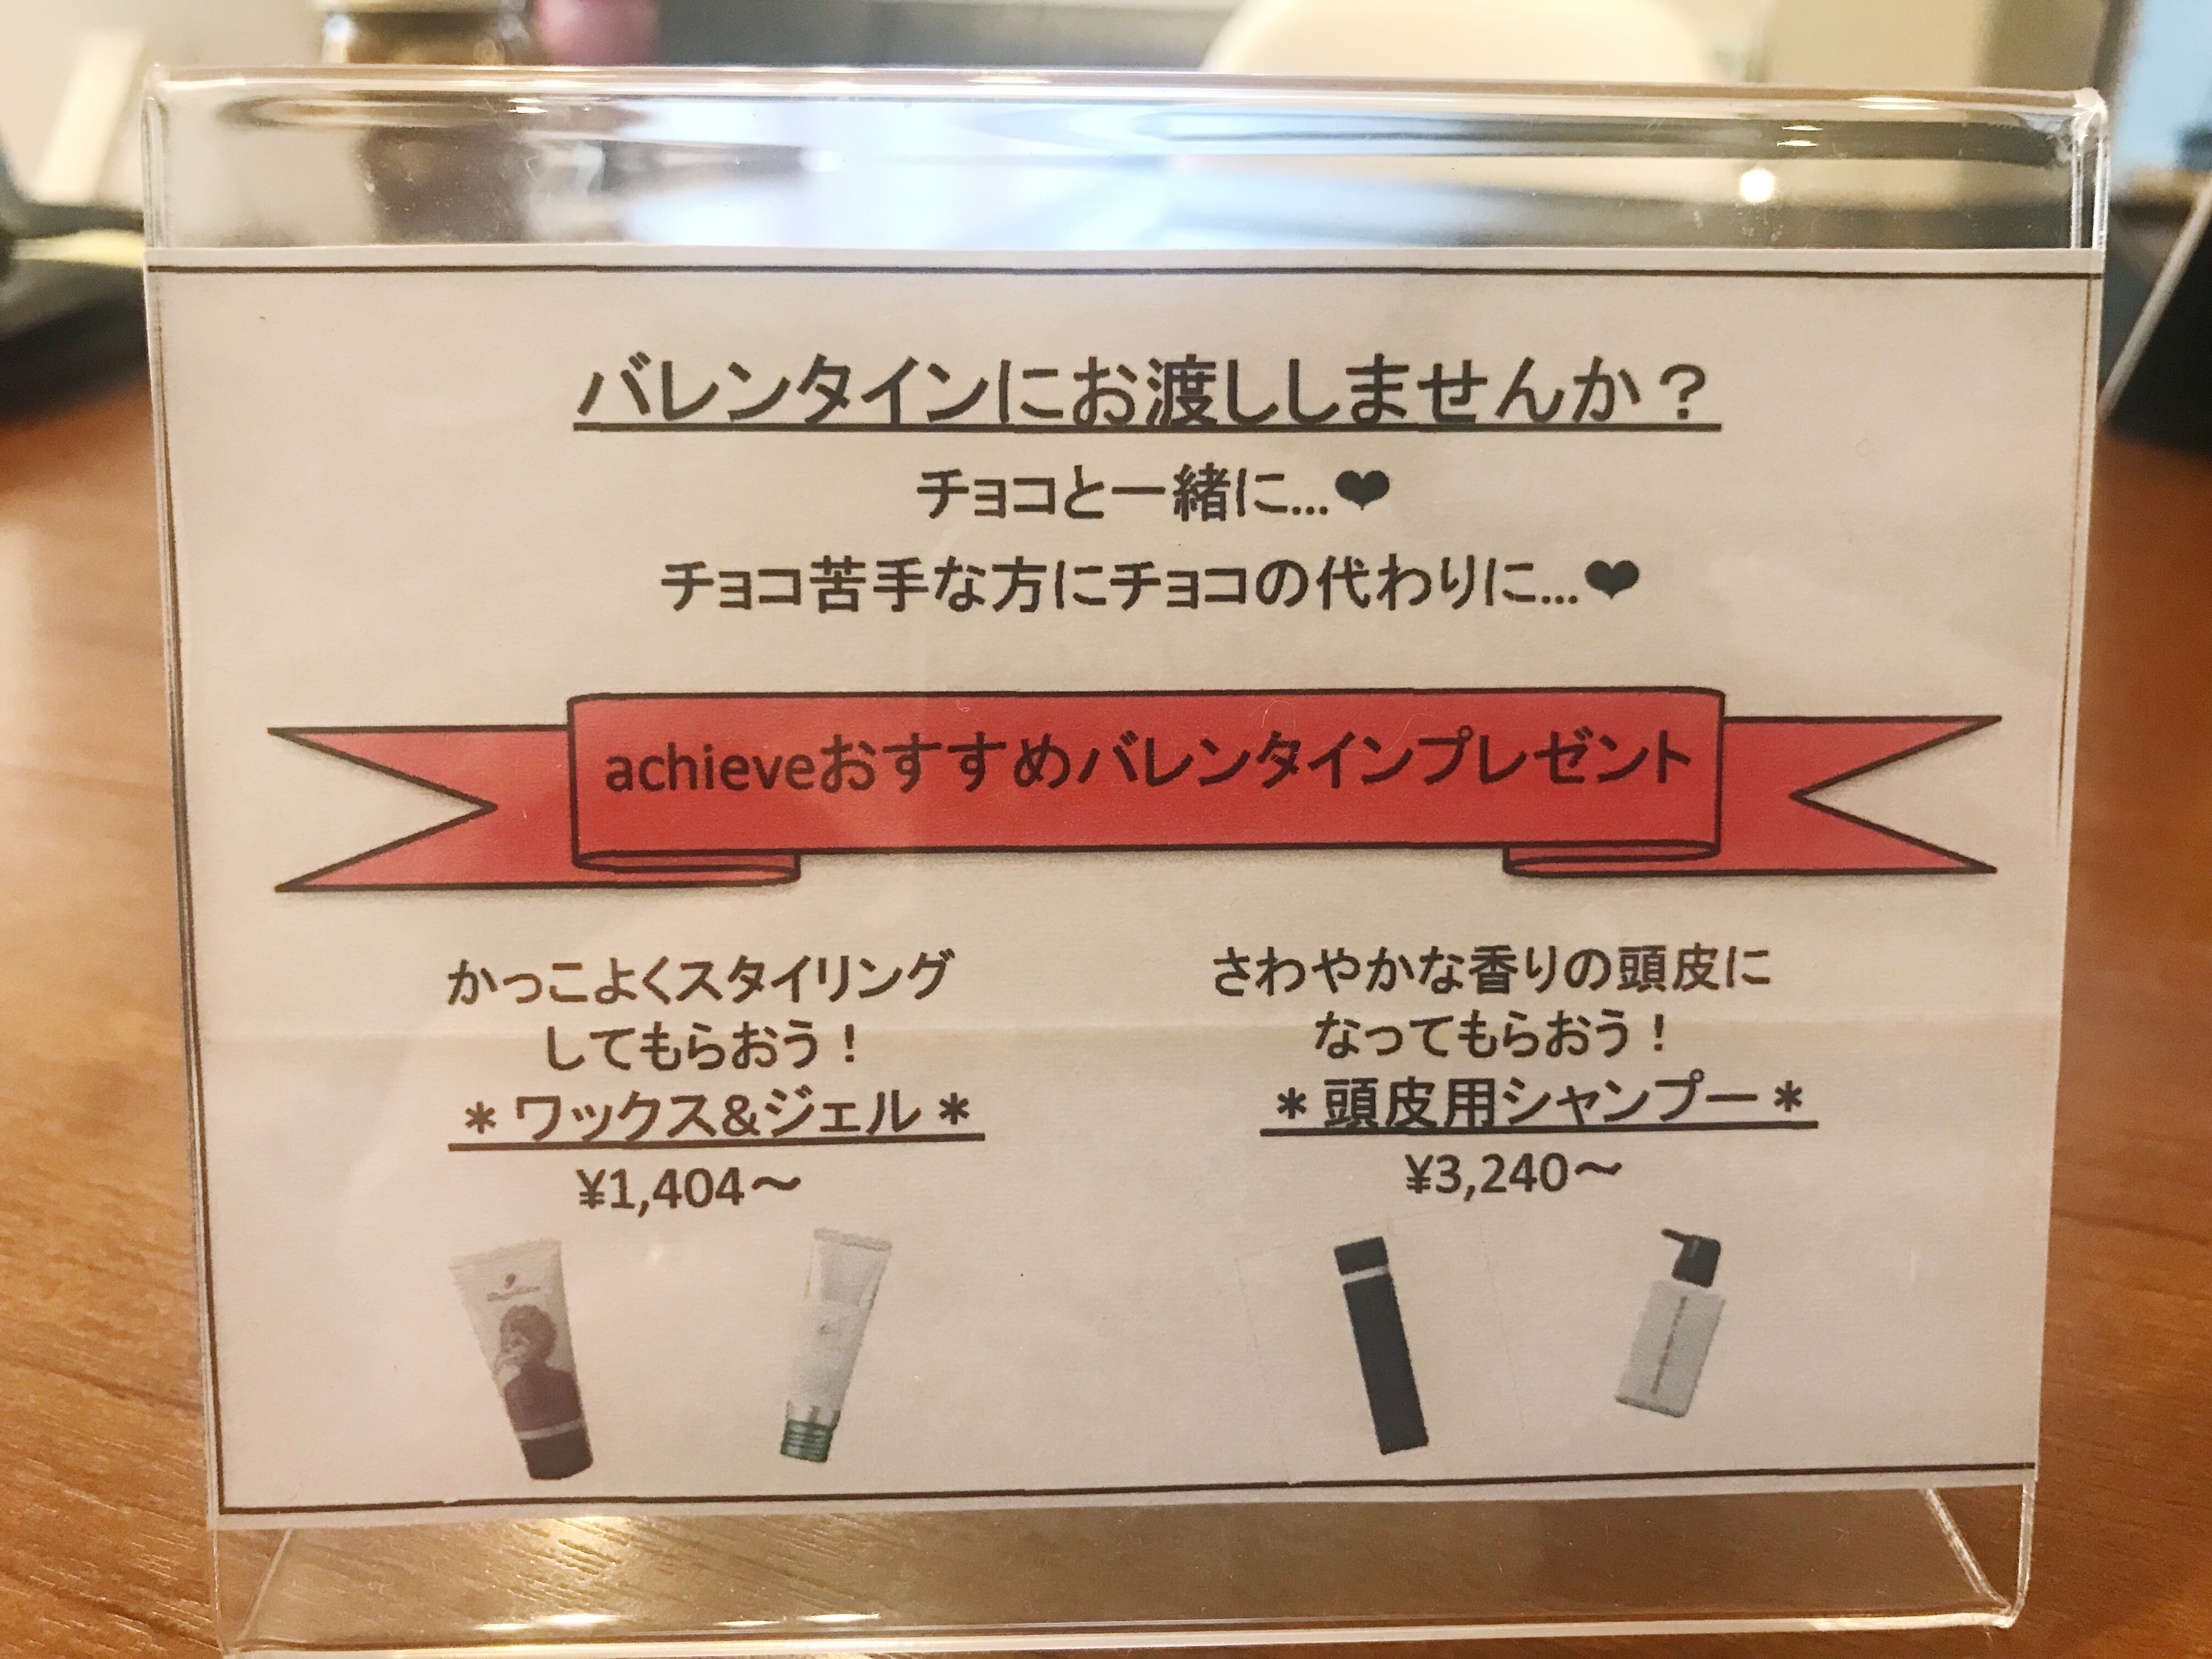 バレンタインにお渡ししませんか？
チョコと一緒に…❤
チョコ苦手な方にチョコの代わりに…❤
achieveおすすめバレンタインプレゼント
かっこよくスタイリング
してもらおう！
＊ワックス&ジェル＊
¥1,404～
さわやかな香りの頭皮に
なってもらおう！
＊頭皮用シャンプー＊
¥3,240～